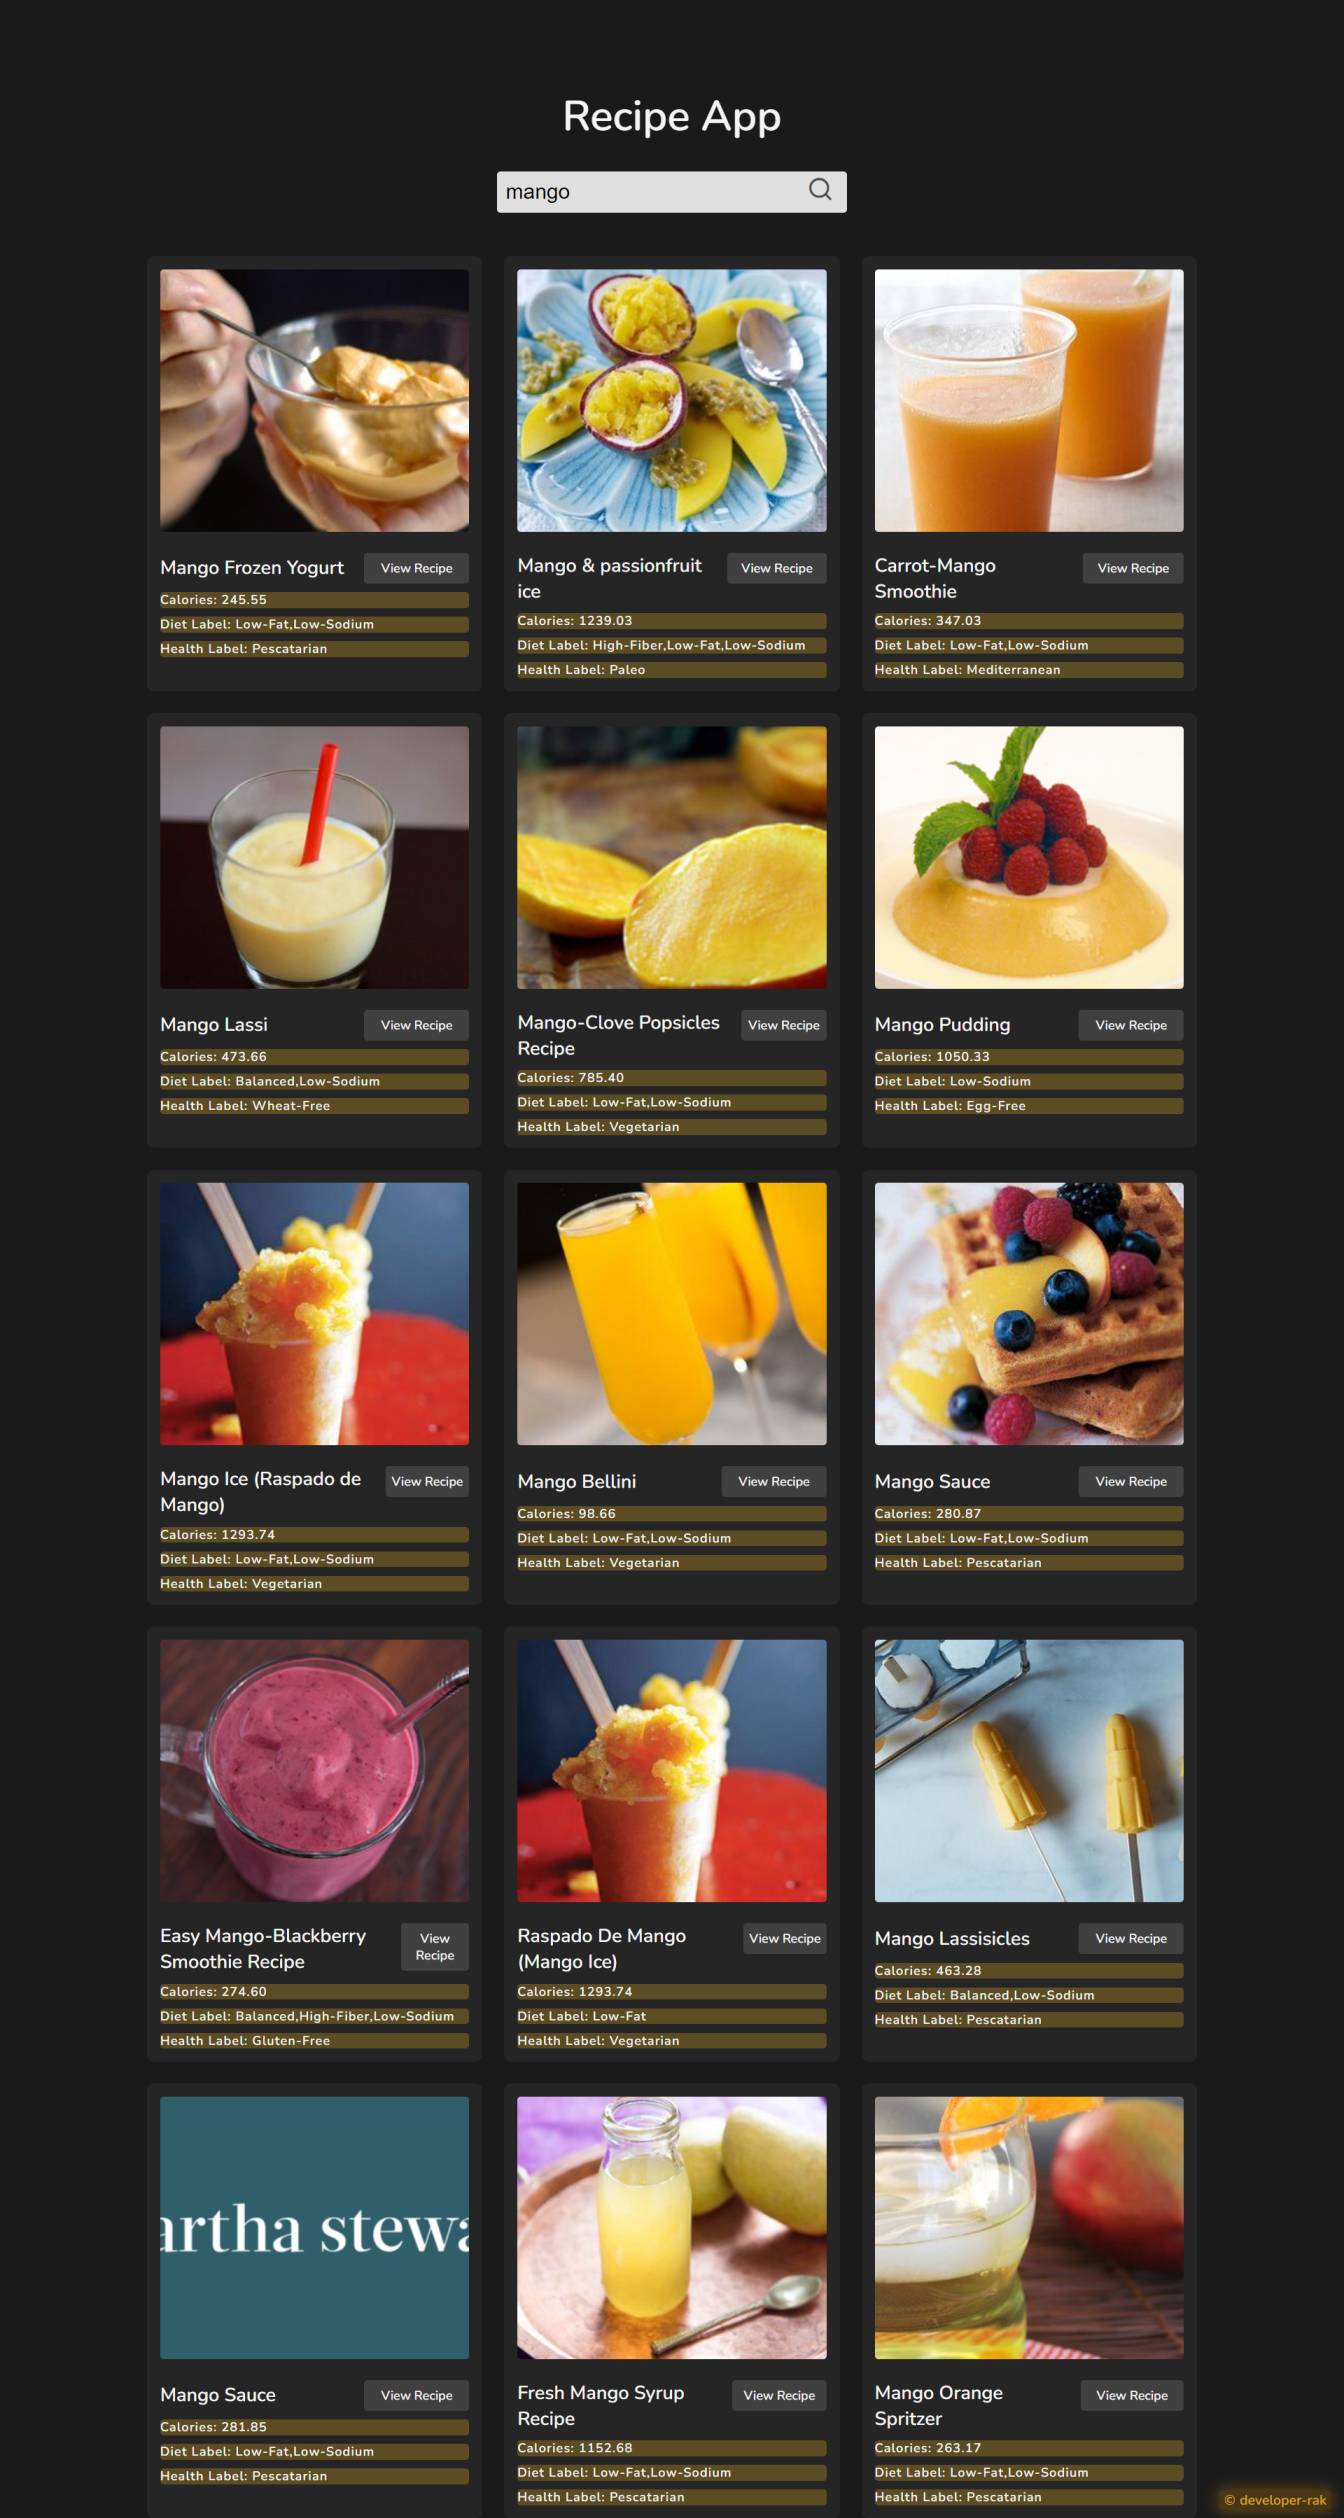 Recipe App
mango
Mango Frozen Yogurt
View Recipe
Calories: 245.55
Diet Label: Low-Fat,Low-Sodium
Health Label: Pescatarian
Mango & passionfruit
ice
View Recipe
Calories: 1239.03
Diet Label: High-Fiber,Low-Fat,Low-Sodium
Health Label: Paleo
Carrot-Mango
Smoothie
View Recipe
Calories: 347.03
Diet Label: Low-Fat,Low-Sodium
Health Label: Mediterranean
Mango Lassi
View Recipe
Calories: 473.66
Diet Label: Balanced,Low-Sodium
Health Label: Wheat-Free
Mango-Clove Popsicles
Recipe
View Recipe
Calories: 785.40
Diet Label: Low-Fat,Low-Sodium
Health Label: Vegetarian
Mango Pudding
View Recipe
Calories: 1050.33
Diet Label: Low-Sodium
Health Label: Egg-Free
Mango Ice (Raspado de
Mango)
View Recipe
Calories: 1293.74
Diet Label: Low-Fat,Low-Sodium
Health Label: Vegetarian
Mango Bellini
View Recipe
Calories: 98.66
Diet Label: Low-Fat,Low-Sodium
Health Label: Vegetarian
Mango Sauce
View Recipe
Calories: 280.87
Diet Label: Low-Fat,Low-Sodium
Health Label: Pescatarian
Easy Mango-Blackberry
Smoothie Recipe
View
Recipe
Calories: 274.60
Diet Label: Balanced,High-Fiber,Low-Sodium
Health Label: Gluten-Free
Raspado De Mango
(Mango Ice)
View Recipe
Calories: 1293.74
Diet Label: Low-Fat
Health Label: Vegetarian
Mango Lassisicles
View Recipe
Calories: 463.28
Diet Label: Balanced,Low-Sodium
Health Label: Pescatarian
artha stewa
Mango Sauce
View Recipe
Calories: 281.85
Diet Label: Low-Fat,Low-Sodium
Health Label: Pescatarian
Fresh Mango Syrup
Recipe
View Recipe
Calories: 1152.68
Diet Label: Low-Fat,Low-Sodium
Health Label: Pescatarian
Mango Orange
Spritzer
View Recipe
Calories: 263.17
Diet Label: Low-Fat,Low-Sodium
Health Label: Pescatarian
© developer-rak